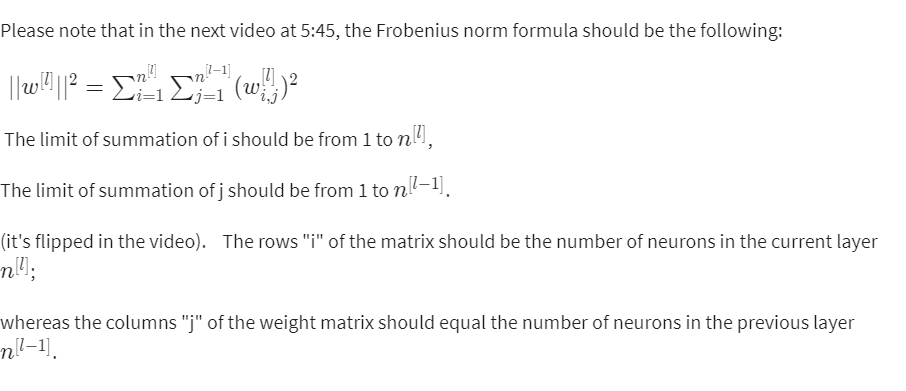 Please note that in the next video at 5:45, the Frobenius norm formula should be the following:
||w^{[l]}||^2 = \sum_{i=1}^{n^{[l]}} \sum_{j=1}^{n^{[l-1]}} (w_{i,j}^{[l]})^2
The limit of summation of i should be from 1 to n^{[l]},
The limit of summation of j should be from 1 to n^{[l-1]}.
(it's flipped in the video). The rows "i" of the matrix should be the number of neurons in the current layer
n^{[l]};
whereas the columns "j" of the weight matrix should equal the number of neurons in the previous layer
n^{[l-1]}.